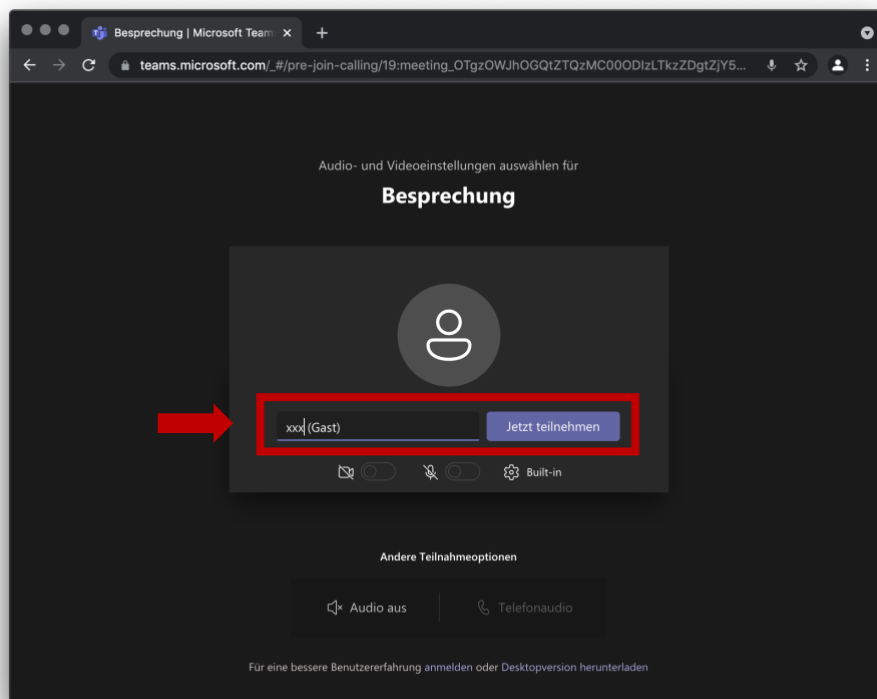 Besprechung | Microsoft Team
teams.microsoft.com/_#/pre-join-calling/19:meeting_OTgzOWJhOGQtZTQzMC00ODIzLTkzZDgtZjY5...
Audio- und Videoeinstellungen auswählen für
Besprechung
xxx (Gast)
Jetzt teilnehmen
Built-in
Andere Teilnahmeoptionen
Audio aus
Telefonaudio
Für eine bessere Benutzererfahrung anmelden oder Desktopversion herunterladen